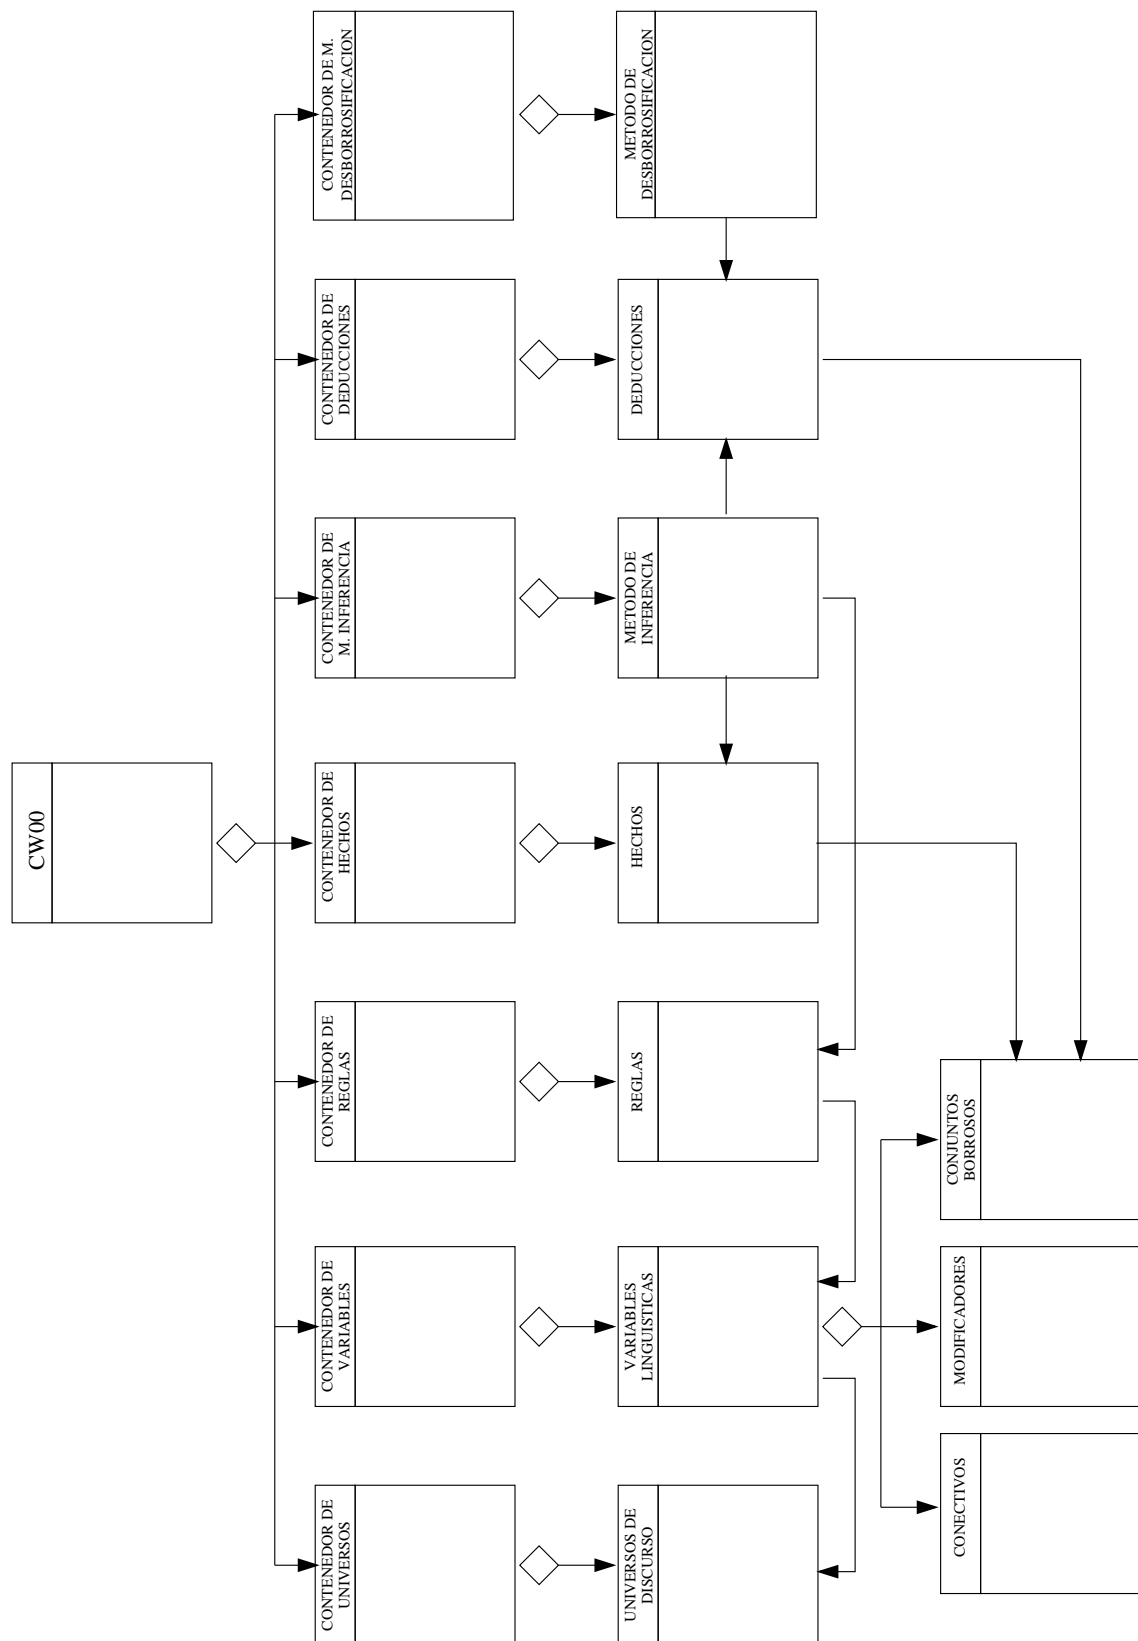 CW00
CONTENEDOR DE
UNIVERSOS
CONTENEDOR DE
VARIABLES
CONTENEDOR DE
REGLAS
CONTENEDOR DE
HECHOS
CONTENEDOR DE
M. INFERENCIA
CONTENEDOR DE
DEDUCCIONES
CONTENEDOR DE M.
DESBORROSIFICACION
UNIVERSOS DE
DISCURSO
VARIABLES
LINGUISTICAS
REGLAS
HECHOS
METODO DE
INFERENCIA
DEDUCCIONES
METODO DE
DESBORROSIFICACION
CONECTIVOS
MODIFICADORES
CONJUNTOS
BORROSOS